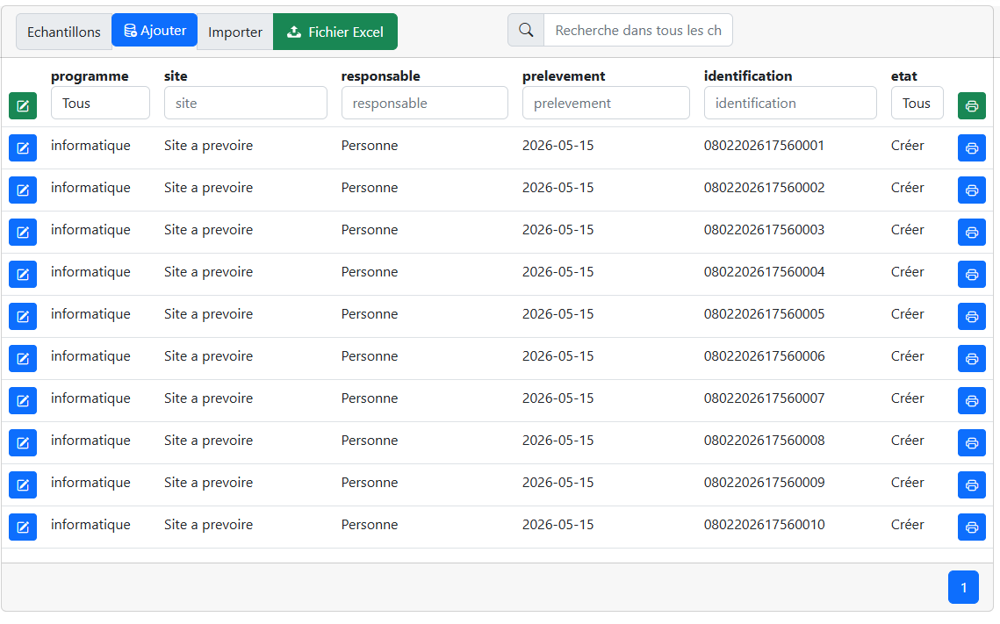 Echantillons Ajouter Importer Fichier Excel Recherche dans tous les ch
programme site responsable prelevement identification etat
Tous site responsable prelevement identification Tous
informatique Site a prevoire Personne 2026-05-15 0802202617560001 Créer
informatique Site a prevoire Personne 2026-05-15 0802202617560002 Créer
informatique Site a prevoire Personne 2026-05-15 0802202617560003 Créer
informatique Site a prevoire Personne 2026-05-15 0802202617560004 Créer
informatique Site a prevoire Personne 2026-05-15 0802202617560005 Créer
informatique Site a prevoire Personne 2026-05-15 0802202617560006 Créer
informatique Site a prevoire Personne 2026-05-15 0802202617560007 Créer
informatique Site a prevoire Personne 2026-05-15 0802202617560008 Créer
informatique Site a prevoire Personne 2026-05-15 0802202617560009 Créer
informatique Site a prevoire Personne 2026-05-15 0802202617560010 Créer
1